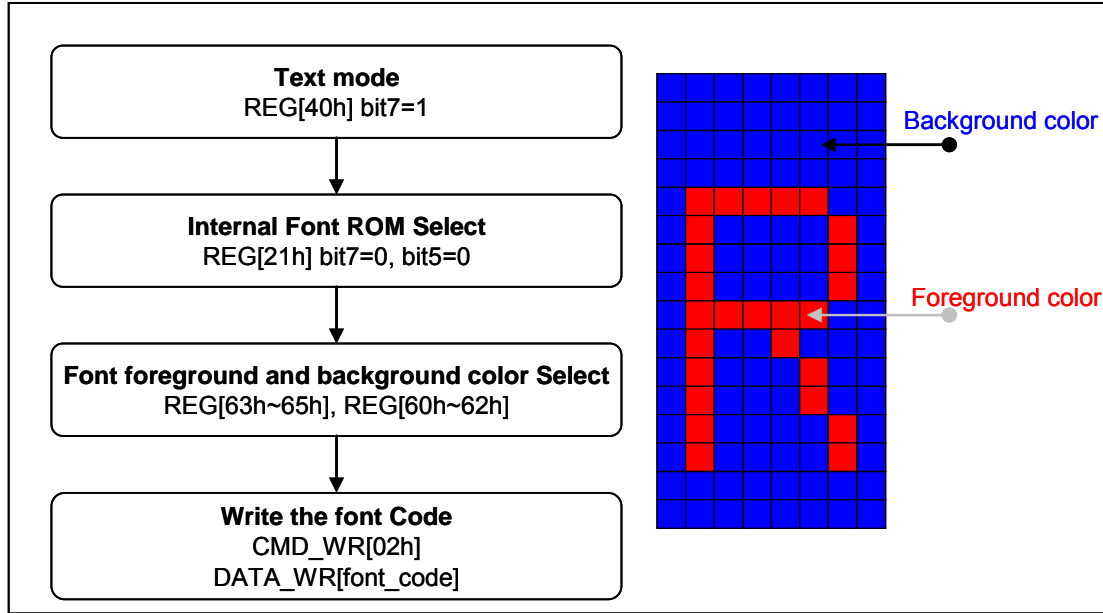 Text mode
REG[40h] bit7=1
Internal Font ROM Select
REG[21h] bit7=0, bit5=0
Font foreground and background color Select
REG[63h~65h], REG[60h~62h]
Write the font Code
CMD_WR[02h]
DATA_WR[font_code]
Background color
Foreground color